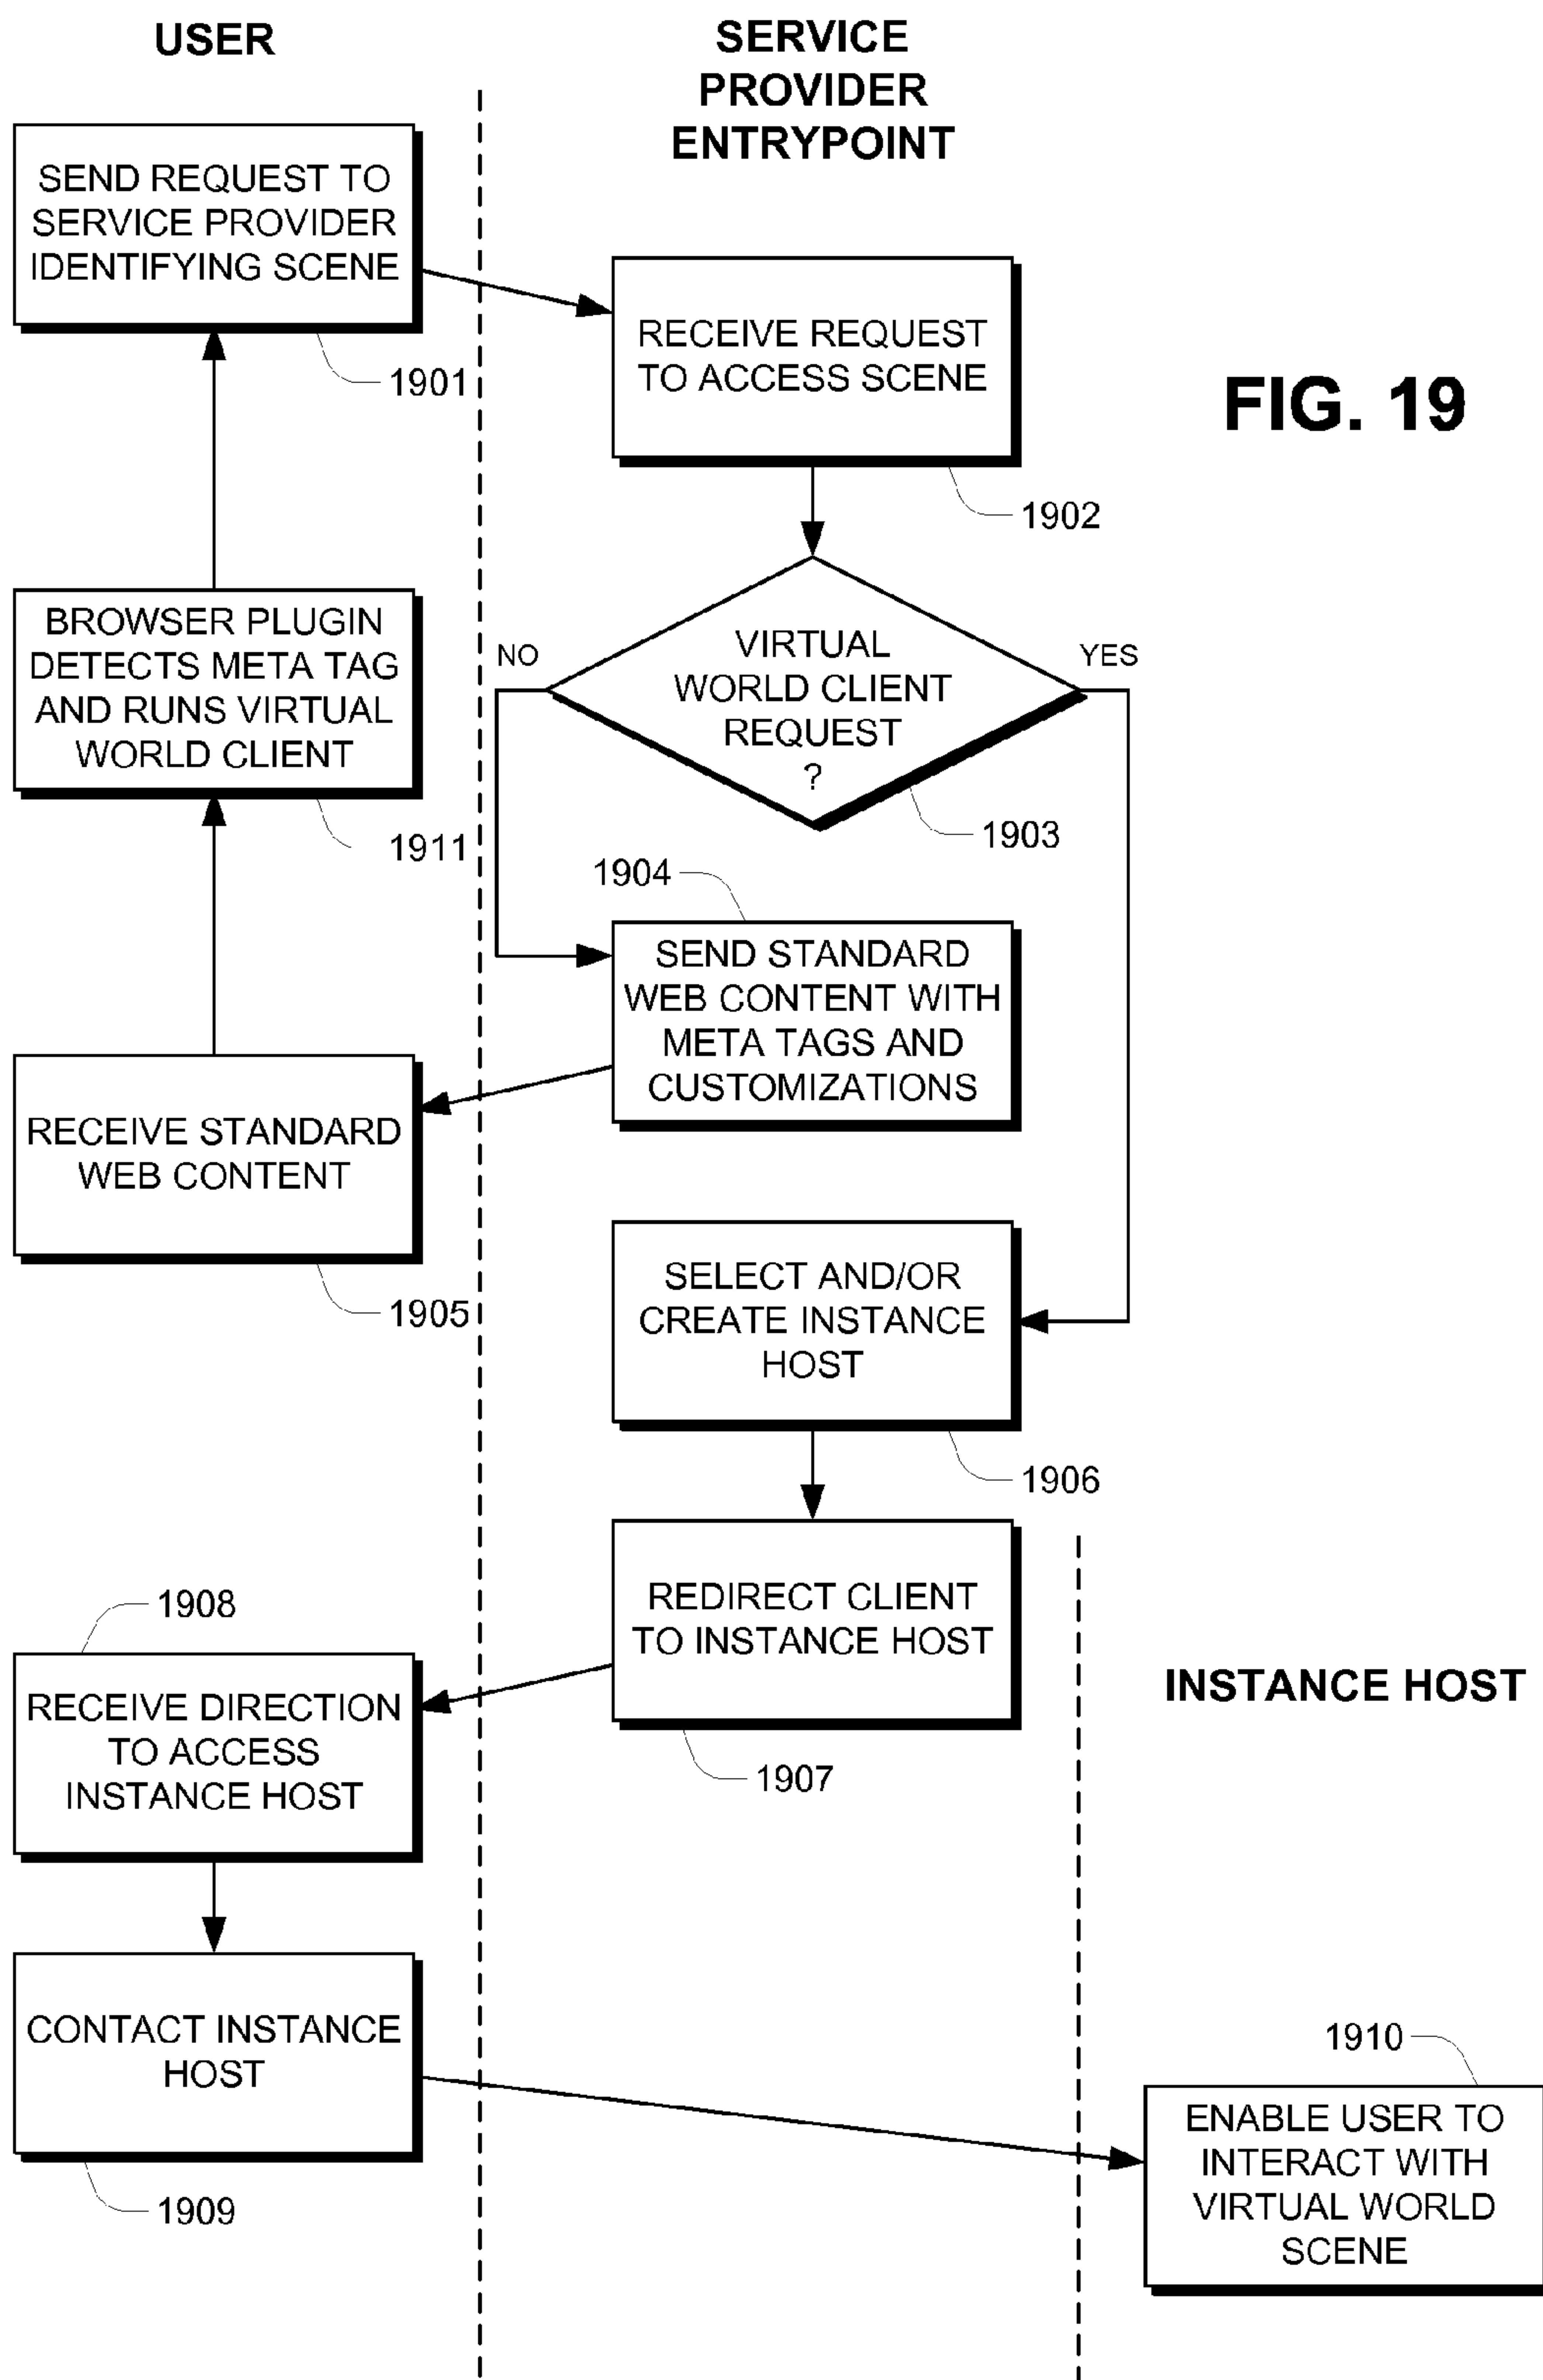 USER
SERVICE
PROVIDER
ENTRYPOINT
SEND REQUEST TO
SERVICE PROVIDER
IDENTIFYING SCENE
1901
RECEIVE REQUEST
TO ACCESS SCENE
1902
FIG. 19
BROWSER PLUGIN
DETECTS META TAG
AND RUNS VIRTUAL
WORLD CLIENT
1911
NO
VIRTUAL
WORLD CLIENT
REQUEST
?
YES
1903
1904
SEND STANDARD
WEB CONTENT WITH
META TAGS AND
CUSTOMIZATIONS
RECEIVE STANDARD
WEB CONTENT
1905
SELECT AND/OR
CREATE INSTANCE
HOST
1906
REDIRECT CLIENT
TO INSTANCE HOST
1907
1908
RECEIVE DIRECTION
TO ACCESS
INSTANCE HOST
INSTANCE HOST
CONTACT INSTANCE
HOST
1909
1910
ENABLE USER TO
INTERACT WITH
VIRTUAL WORLD
SCENE